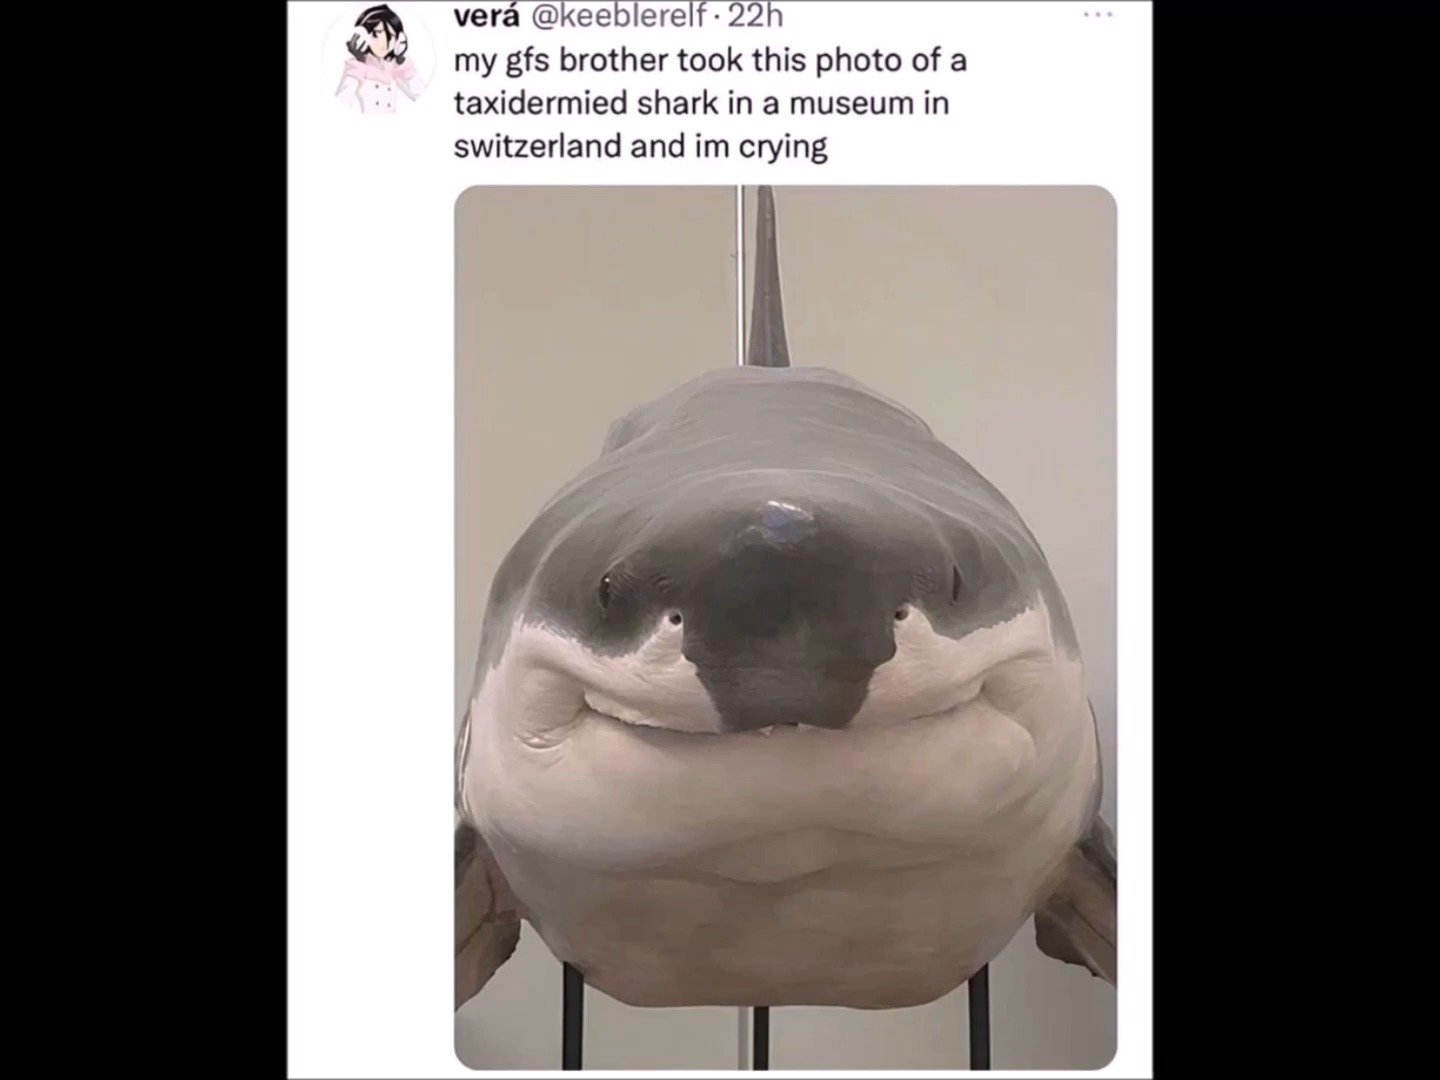 verá @keeblerelf · 22h
my gfs brother took this photo of a
taxidermied shark in a museum in
switzerland and im crying